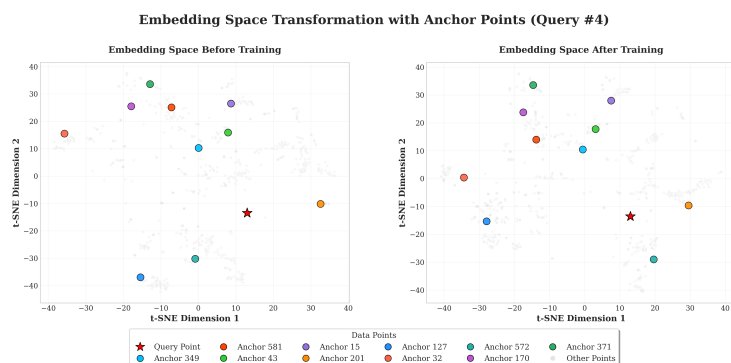 Embedding Space Transformation with Anchor Points (Query #4)
Embedding Space Before Training
Embedding Space After Training
t-SNE Dimension 2
40
30
20
10
0
−10
−20
−30
−40
−40 −30 −20 −10 0 10 20 30 40
t-SNE Dimension 1
t-SNE Dimension 2
40
30
20
10
0
−10
−20
−30
−40
−40 −30 −20 −10 0 10 20 30 40
t-SNE Dimension 1
Data Points
Query Point Anchor 581 Anchor 15 Anchor 127 Anchor 572 Anchor 371
Anchor 349 Anchor 43 Anchor 201 Anchor 32 Anchor 170 Other Points